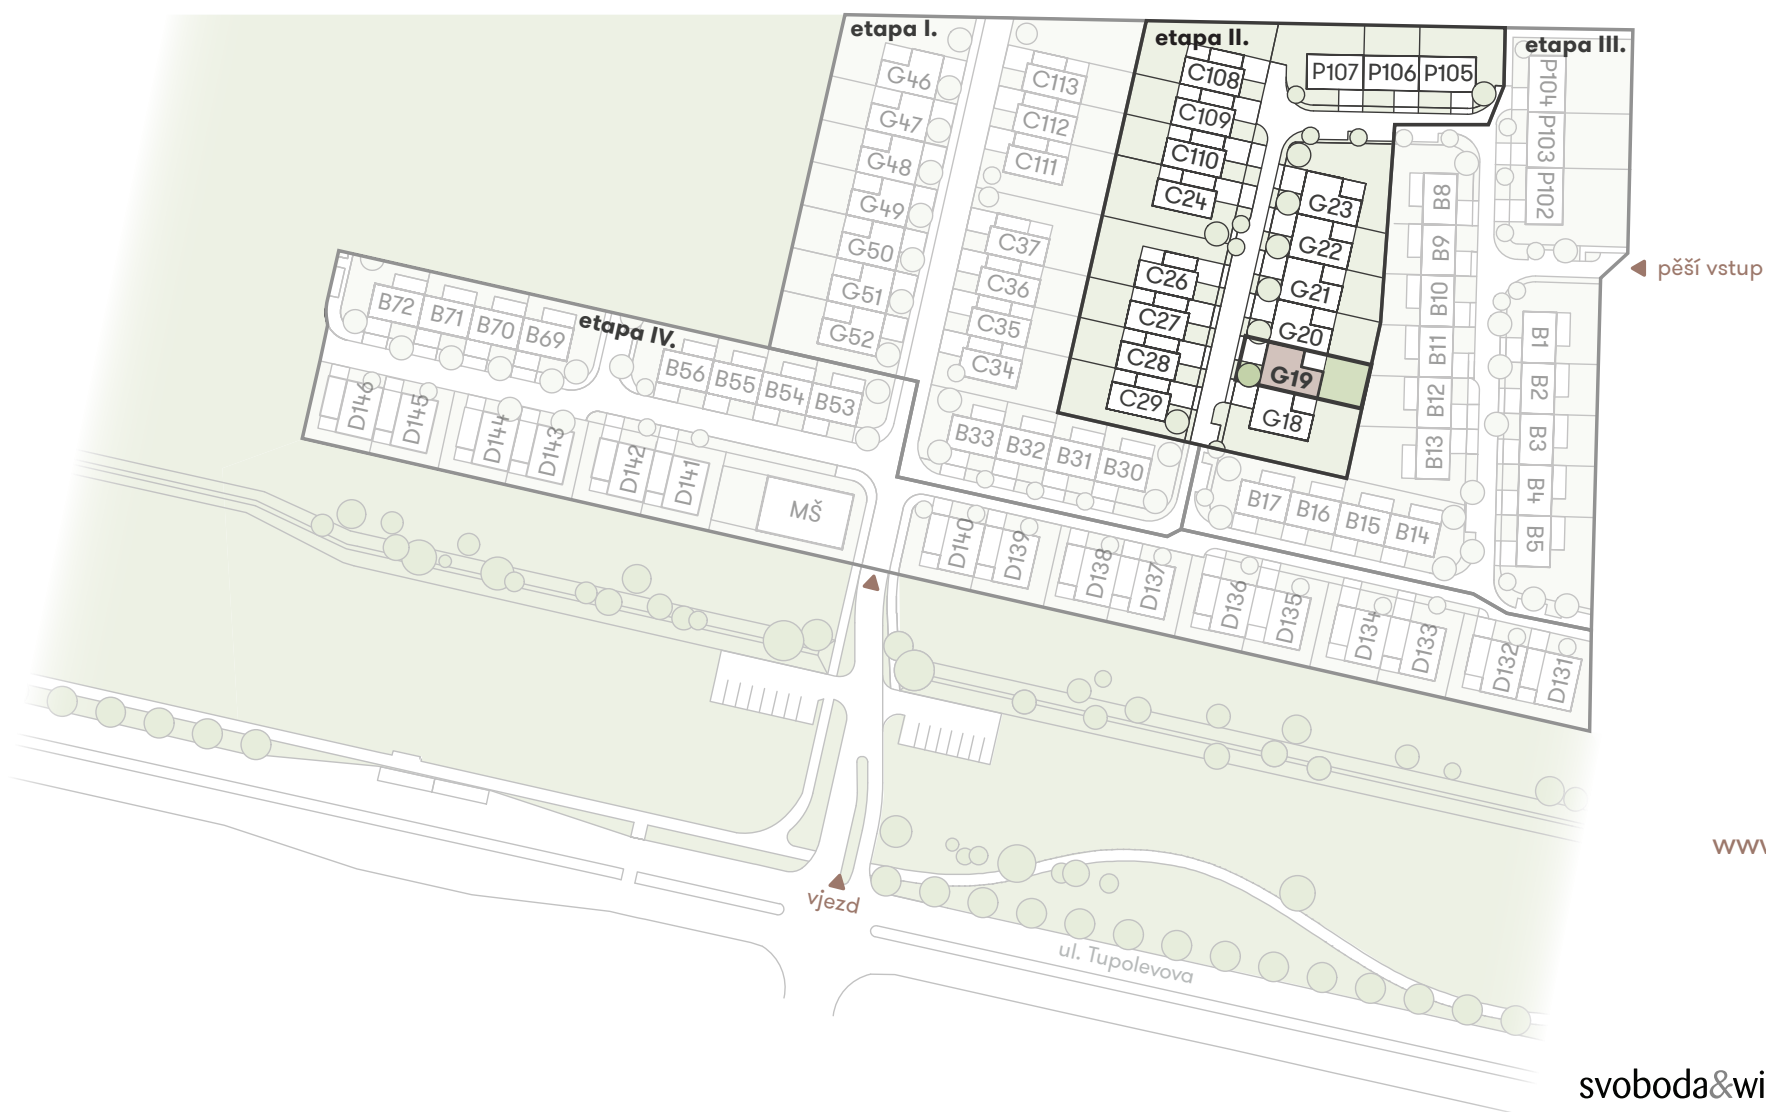 etapa I.
etapa II.
etapa III.
G46
G47
G48
G49
G50
G51
G52
C113
C112
C111
C37
C36
C35
C34
C108
C109
C110
C24
C26
C27
C28
C29
P107
P106
P105
G23
G22
G21
G20
G19
G18
P104
P103
P102
B8
B9
B10
B11
B12
B13
B1
B2
B3
B4
B5
pěší vstup
etapa IV.
B72
B71
B70
B69
B56
B55
B54
B53
B33
B32
B31
B30
B17
B16
B15
B14
D146
D145
D144
D143
D142
D141
MŠ
D140
D139
D138
D137
D136
D135
D134
D133
D132
D131
www
vjezd
ul. Tupolevova
svoboda&wi